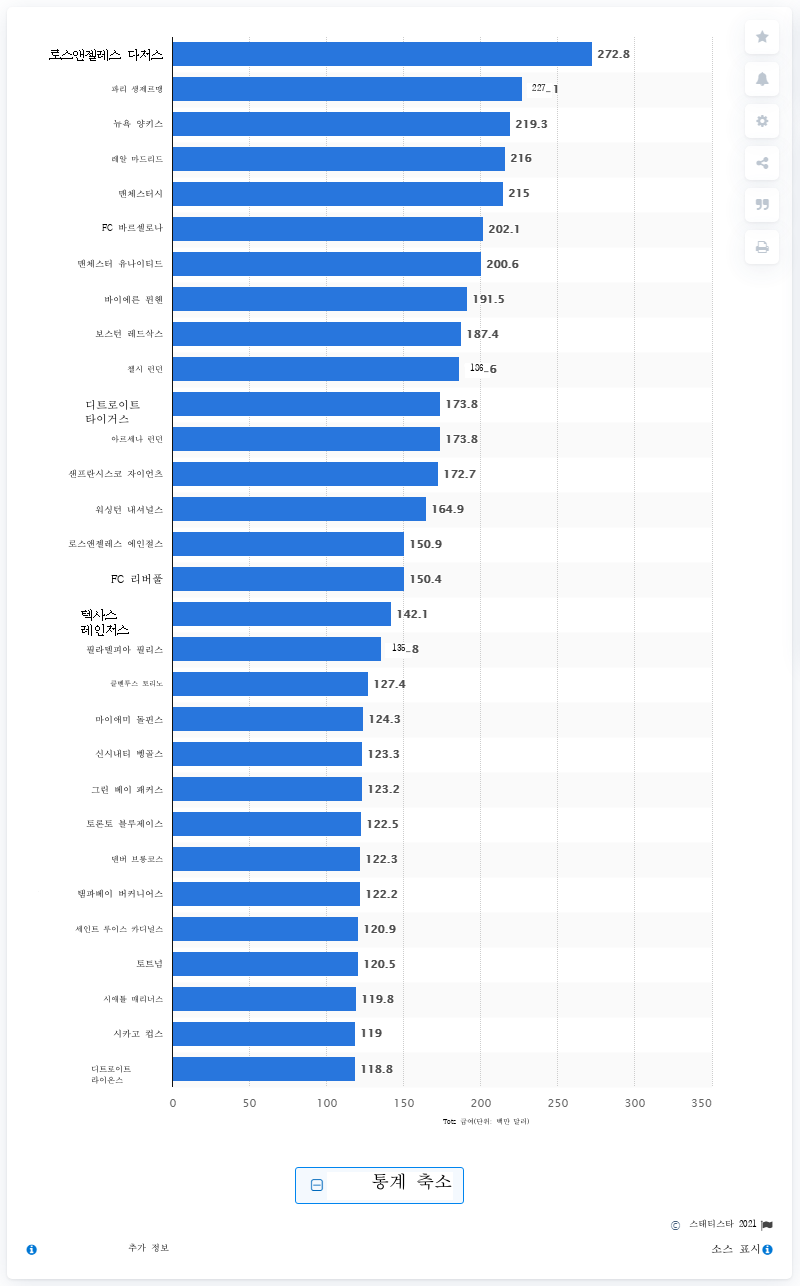 로스앤젤레스 다저스 272.8
파리 생제르맹 227_ 1
뉴욕 양키스 219.3
레알 마드리드 216
맨체스터시 215
FC 바르셀로나 202.1
맨체스터 유나이티드 200.6
바이에른 뮌헨 191.5
보스턴 레드삭스 187.4
첼시 런던 186_ 6
디트로이트
타이거스 173.8
아르세나 런던 173.8
샌프란시스코 자이언츠 172.7
워싱턴 내셔널스 164.9
로스앤젤레스 에인절스 150.9
FC 리버풀 150.4
텍사스
레인저스 142.1
필라델피아 필리스 135_ 8
127.4
마이애미 돌핀스 124.3
신시내티 벵골스 123.3
그린 베이 패커스 123.2
토론토 블루제이스 122.5
덴버 브롱코스 122.3
탬파베이 버커니어스 122.2
세인트 루이스 카디널스 120.9
토트넘 120.5
시애틀 매리너스 119.8
시카고 컵스 119
디트로이트
라이온스 118.8
0 50 100 150 200 250 300 350
급여(단위: 백만 달러)
통계 축소
© 스태티스타 2021
추가 정보
소스 표시